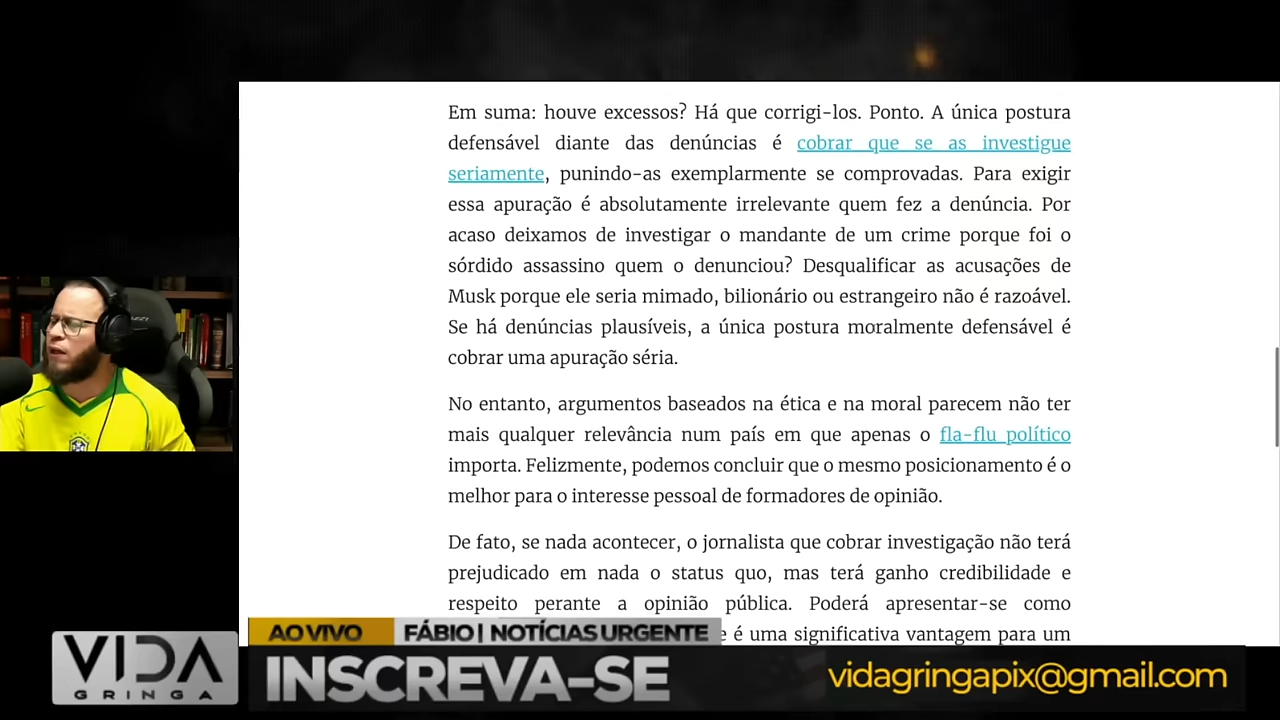 Em suma: houve excessos? Há que corrigi-los. Ponto. A única postura
defensável diante das denúncias é cobrar que se as investigue
seriamente, punindo-as exemplarmente se comprovadas. Para exigir
essa apuração é absolutamente irrelevante quem fez a denúncia. Por
acaso deixamos de investigar o mandante de um crime porque foi o
sórdido assassino quem o denunciou? Desqualificar as acusações de
Musk porque ele seria mimado, bilionário ou estrangeiro não é razoável.
Se há denúncias plausíveis, a única postura moralmente defensável é
cobrar uma apuração séria.
No entanto, argumentos baseados na ética e na moral parecem não ter
mais qualquer relevância num país em que apenas o fla-flu político
importa. Felizmente, podemos concluir que o mesmo posicionamento é o
melhor para o interesse pessoal de formadores de opinião.
De fato, se nada acontecer, o jornalista que cobrar investigação não terá
prejudicado em nada o status quo, mas terá ganho credibilidade e
respeito perante a opinião pública. Poderá apresentar-se como
e é uma significativa vantagem para um
AO VIVO FÁBIO | NOTÍCIAS URGENTE
VIDA
GRINGA
INSCREVA-SE
vidagringapix@gmail.com